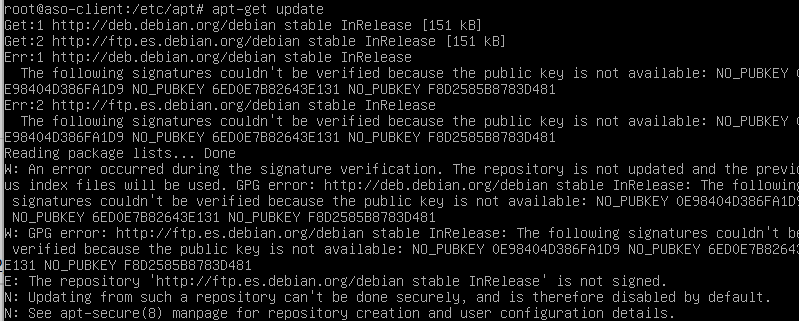 root@aso-client:/etc/apt# apt-get update
Get:1 http://deb.debian.org/debian stable InRelease [151 kB]
Get:2 http://ftp.es.debian.org/debian stable InRelease [151 kB]
Err:1 http://deb.debian.org/debian stable InRelease
  The following signatures couldn't be verified because the public key is not available: NO_PUBKEY 0
E98404D386FA1D9 NO_PUBKEY 6ED0E7B82643E131 NO_PUBKEY F8D2585B8783D481
Err:2 http://ftp.es.debian.org/debian stable InRelease
  The following signatures couldn't be verified because the public key is not available: NO_PUBKEY 0
E98404D386FA1D9 NO_PUBKEY 6ED0E7B82643E131 NO_PUBKEY F8D2585B8783D481
Reading package lists... Done
W: An error occurred during the signature verification. The repository is not updated and the previo
us index files will be used. GPG error: http://deb.debian.org/debian stable InRelease: The following
 signatures couldn't be verified because the public key is not available: NO_PUBKEY 0E98404D386FA1D9
 NO_PUBKEY 6ED0E7B82643E131 NO_PUBKEY F8D2585B8783D481
W: GPG error: http://ftp.es.debian.org/debian stable InRelease: The following signatures couldn't be
 verified because the public key is not available: NO_PUBKEY 0E98404D386FA1D9 NO_PUBKEY 6ED0E7B82643
E131 NO_PUBKEY F8D2585B8783D481
E: The repository 'http://ftp.es.debian.org/debian stable InRelease' is not signed.
N: Updating from such a repository can't be done securely, and is therefore disabled by default.
N: See apt-secure(8) manpage for repository creation and user configuration details.